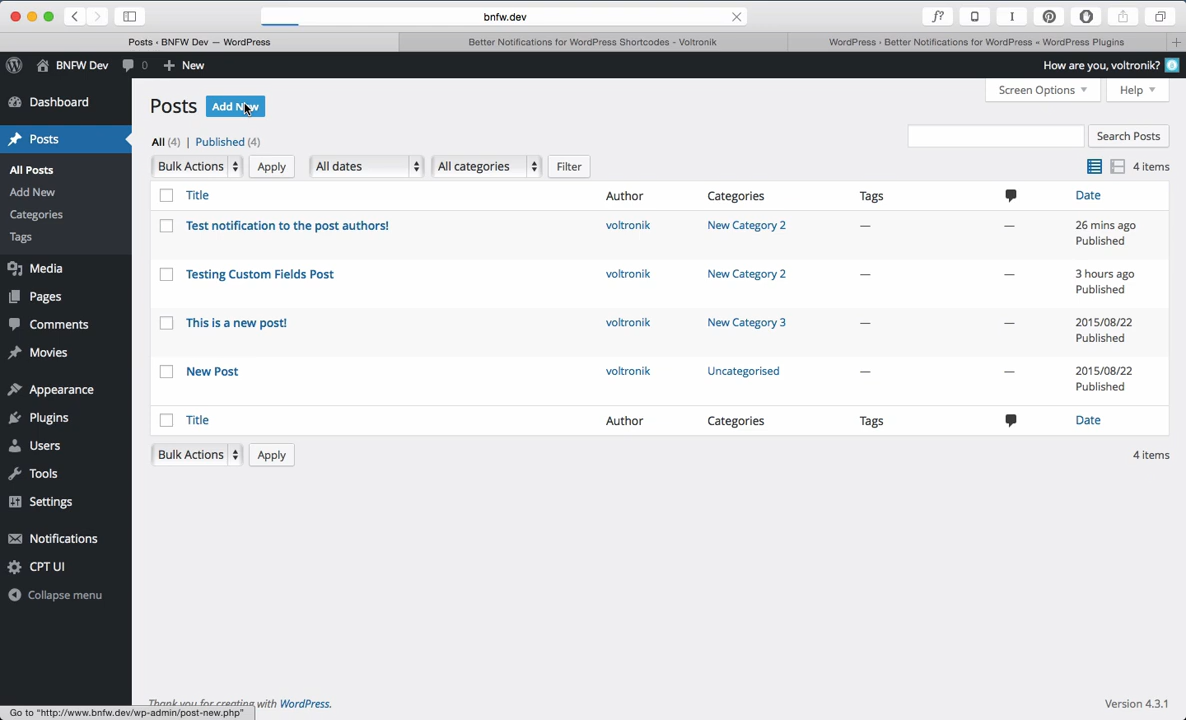 bnfw.dev
f?
I
Posts ‹ BNFW Dev — WordPress
Better Notifications for WordPress Shortcodes - Voltronik
WordPress › Better Notifications for WordPress « WordPress Plugins
BNFW Dev
0
New
How are you, voltronik?
Dashboard
Posts
All Posts
Add New
Categories
Tags
Media
Pages
Comments
Movies
Appearance
Plugins
Users
Tools
Settings
Notifications
CPT UI
Collapse menu
Posts
Add New
Screen Options
Help
All (4) | Published (4)
Search Posts
Bulk Actions
Apply
All dates
All categories
Filter
4 items
Title
Author
Categories
Tags
Date
Test notification to the post authors!
voltronik
New Category 2
—
—
26 mins ago
Published
Testing Custom Fields Post
voltronik
New Category 2
—
—
3 hours ago
Published
This is a new post!
voltronik
New Category 3
—
—
2015/08/22
Published
New Post
voltronik
Uncategorised
—
—
2015/08/22
Published
Title
Author
Categories
Tags
Date
Bulk Actions
Apply
4 items
Thank you for creating with WordPress.
Version 4.3.1
Go to “http://www.bnfw.dev/wp-admin/post-new.php”